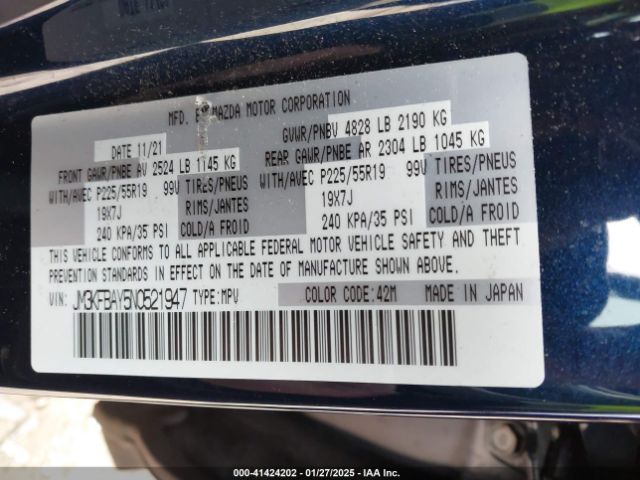 MFD. BY MAZDA MOTOR CORPORATION
DATE 11/21 GVWR/PNBV 4828 LB 2190 KG
FRONT GAWR/PNBE AV 2524 LB 1145 KG REAR GAWR/PNBE AR 2304 LB 1045 KG
WITH/AVEC P225/55R19 99V TIRES/PNEUS WITH/AVEC P225/55R19 99V TIRES/PNEUS
19X7J RIMS/JANTES 19X7J RIMS/JANTES
240 KPA/35 PSI COLD/A FROID 240 KPA/35 PSI COLD/A FROID
THIS VEHICLE CONFORMS TO ALL APPLICABLE FEDERAL MOTOR VEHICLE SAFETY AND THEFT
PREVENTION STANDARDS IN EFFECT ON THE DATE OF MANUFACTURE SHOWN ABOVE.
VIN: JM3KFBAY5N0521947 TYPE:MPV COLOR CODE:42M MADE IN JAPAN
000-41424202 - 01/27/2025 - IAA Inc.